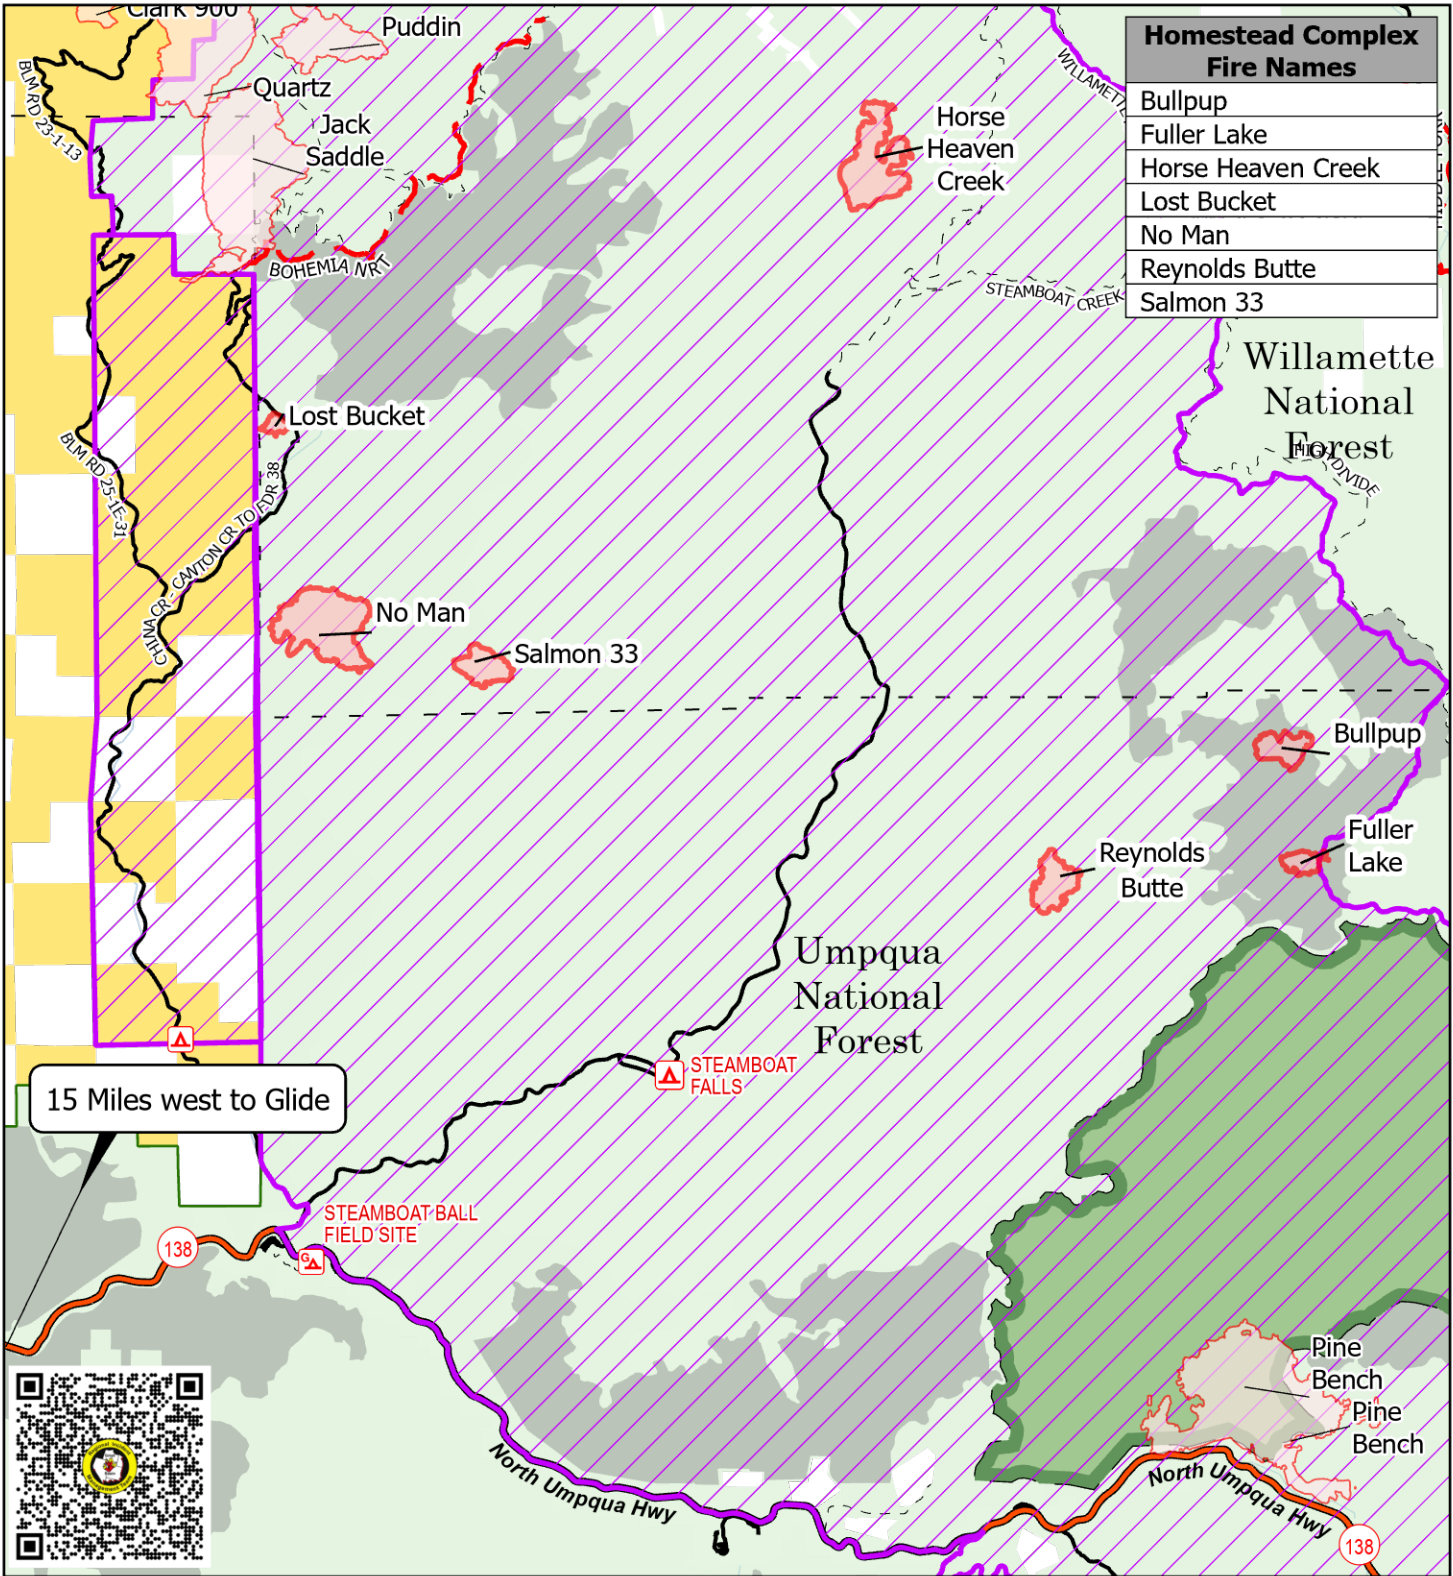 Clark 900
Puddin
Quartz
Jack
Saddle
BLM RD 23-1-13
BOHEMIA NRT
Horse
Heaven
Creek
STEAMBOAT CREEK
WILLAMETTE
Homestead Complex
Fire Names
Bullpup
Fuller Lake
Horse Heaven Creek
Lost Bucket
No Man
Reynolds Butte
Salmon 33
Willamette
National
Forest
HIGH DIVIDE
Lost Bucket
BLM RD 25-1E-31
CHINA CR - CANTON CR TO FDR 38
No Man
Salmon 33
Bullpup
Fuller
Lake
Reynolds
Butte
Umpqua
National
Forest
STEAMBOAT
FALLS
15 Miles west to Glide
STEAMBOAT BALL
FIELD SITE
138
G
Pine
Bench
Pine
Bench
North Umpqua Hwy
North Umpqua Hwy
138